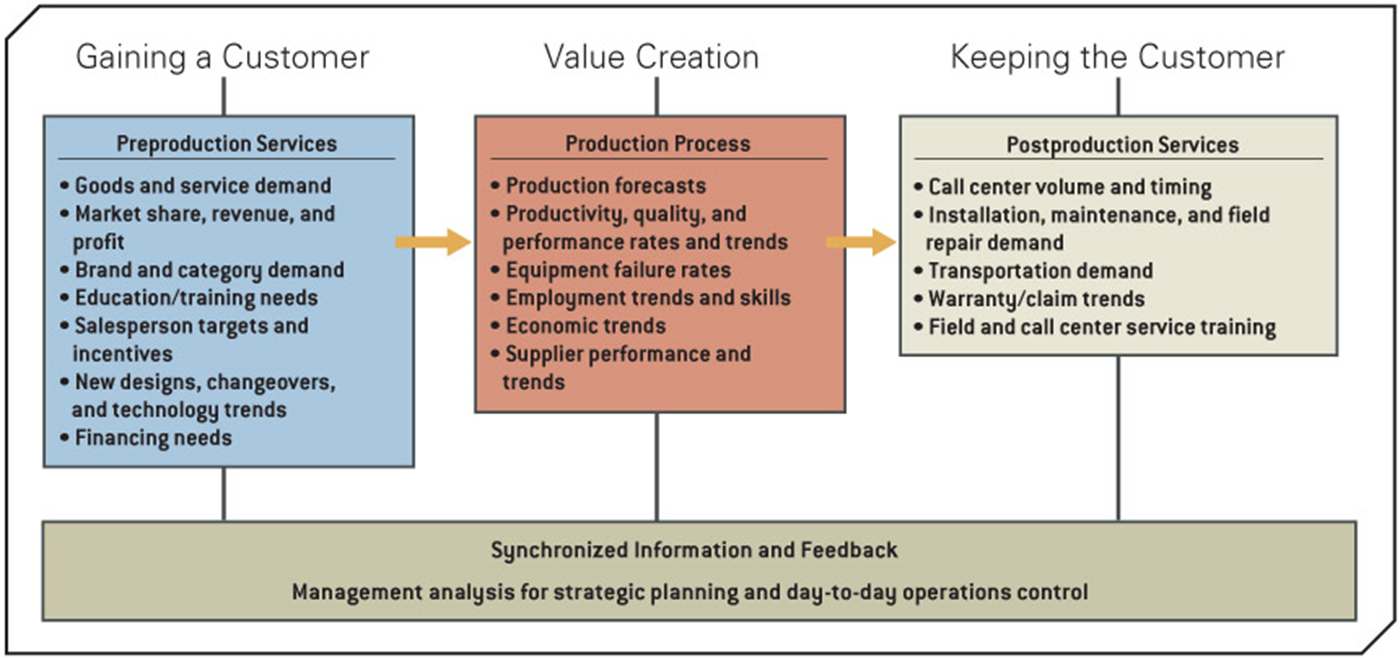 Gaining a Customer
Value Creation
Keeping the Customer
Preproduction Services
• Goods and service demand
• Market share, revenue, and
profit
• Brand and category demand
• Education/training needs
• Salesperson targets and
incentives
• New designs, changeovers,
and technology trends
• Financing needs
Production Process
• Production forecasts
• Productivity, quality, and
performance rates and trends
• Equipment failure rates
• Employment trends and skills
• Economic trends
• Supplier performance and
trends
Postproduction Services
• Call center volume and timing
• Installation, maintenance, and field
repair demand
• Transportation demand
• Warranty/claim trends
• Field and call center service training
Synchronized Information and Feedback
Management analysis for strategic planning and day-to-day operations control